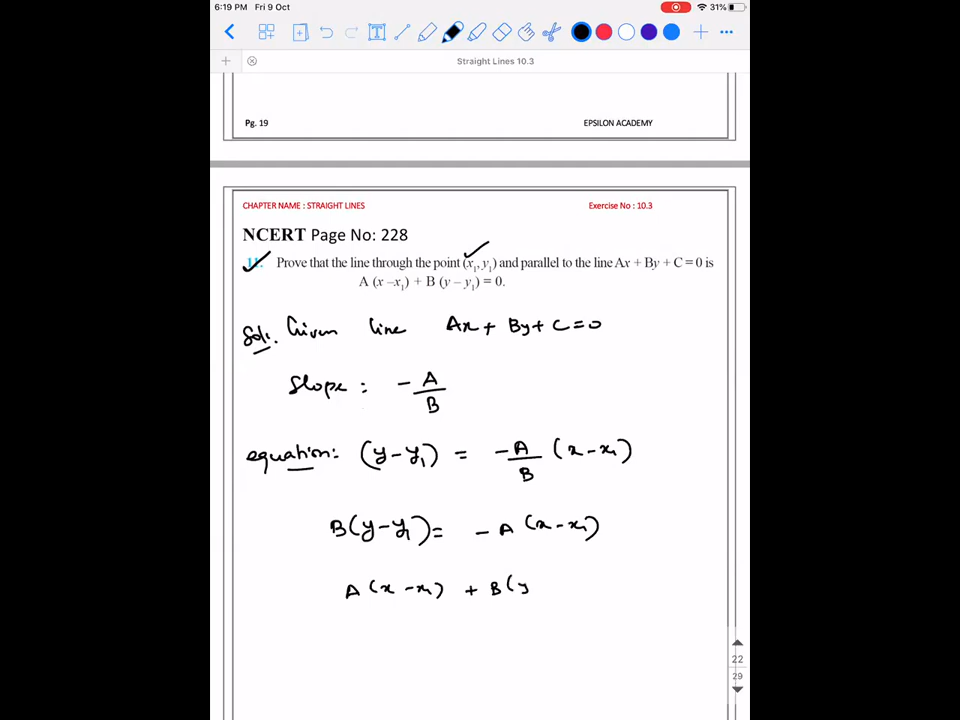 6:19 PM Fri 9 Oct 31%
Straight Lines 10.3
Pg. 19 EPSILON ACADEMY
CHAPTER NAME : STRAIGHT LINES Exercise No : 10.3
NCERT Page No: 228
11. Prove that the line through the point (x₁, y₁) and parallel to the line Ax + By + C = 0 is
A (x –x₁) + B (y – y₁) = 0.
Sol: Given line Ax + By + C = 0
Slope : -A/B
equation: (y - y₁) = -A/B (x - x₁)
B(y - y₁) = - A (x - x₁)
A (x - x₁) + B (y
22
29